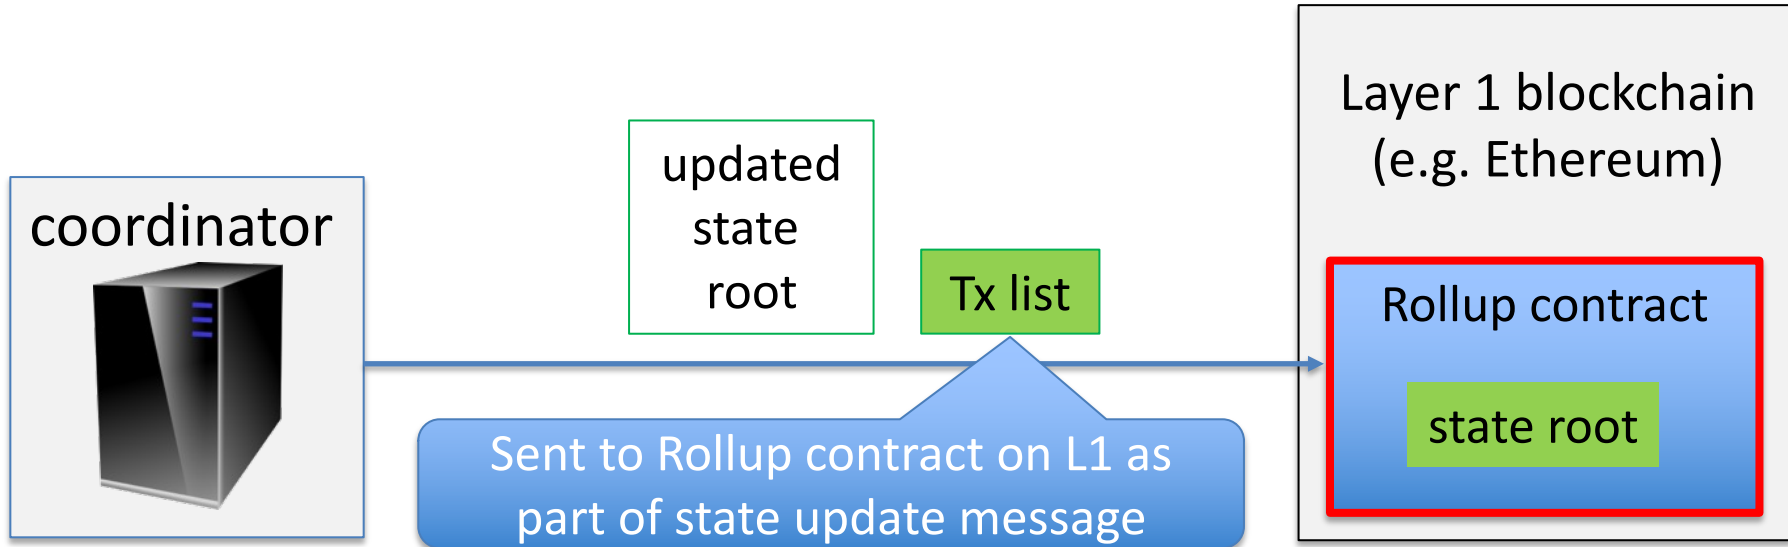 coordinator
updated
state
root
Tx list
Sent to Rollup contract on L1 as
part of state update message
Layer 1 blockchain
(e.g. Ethereum)
Rollup contract
state root